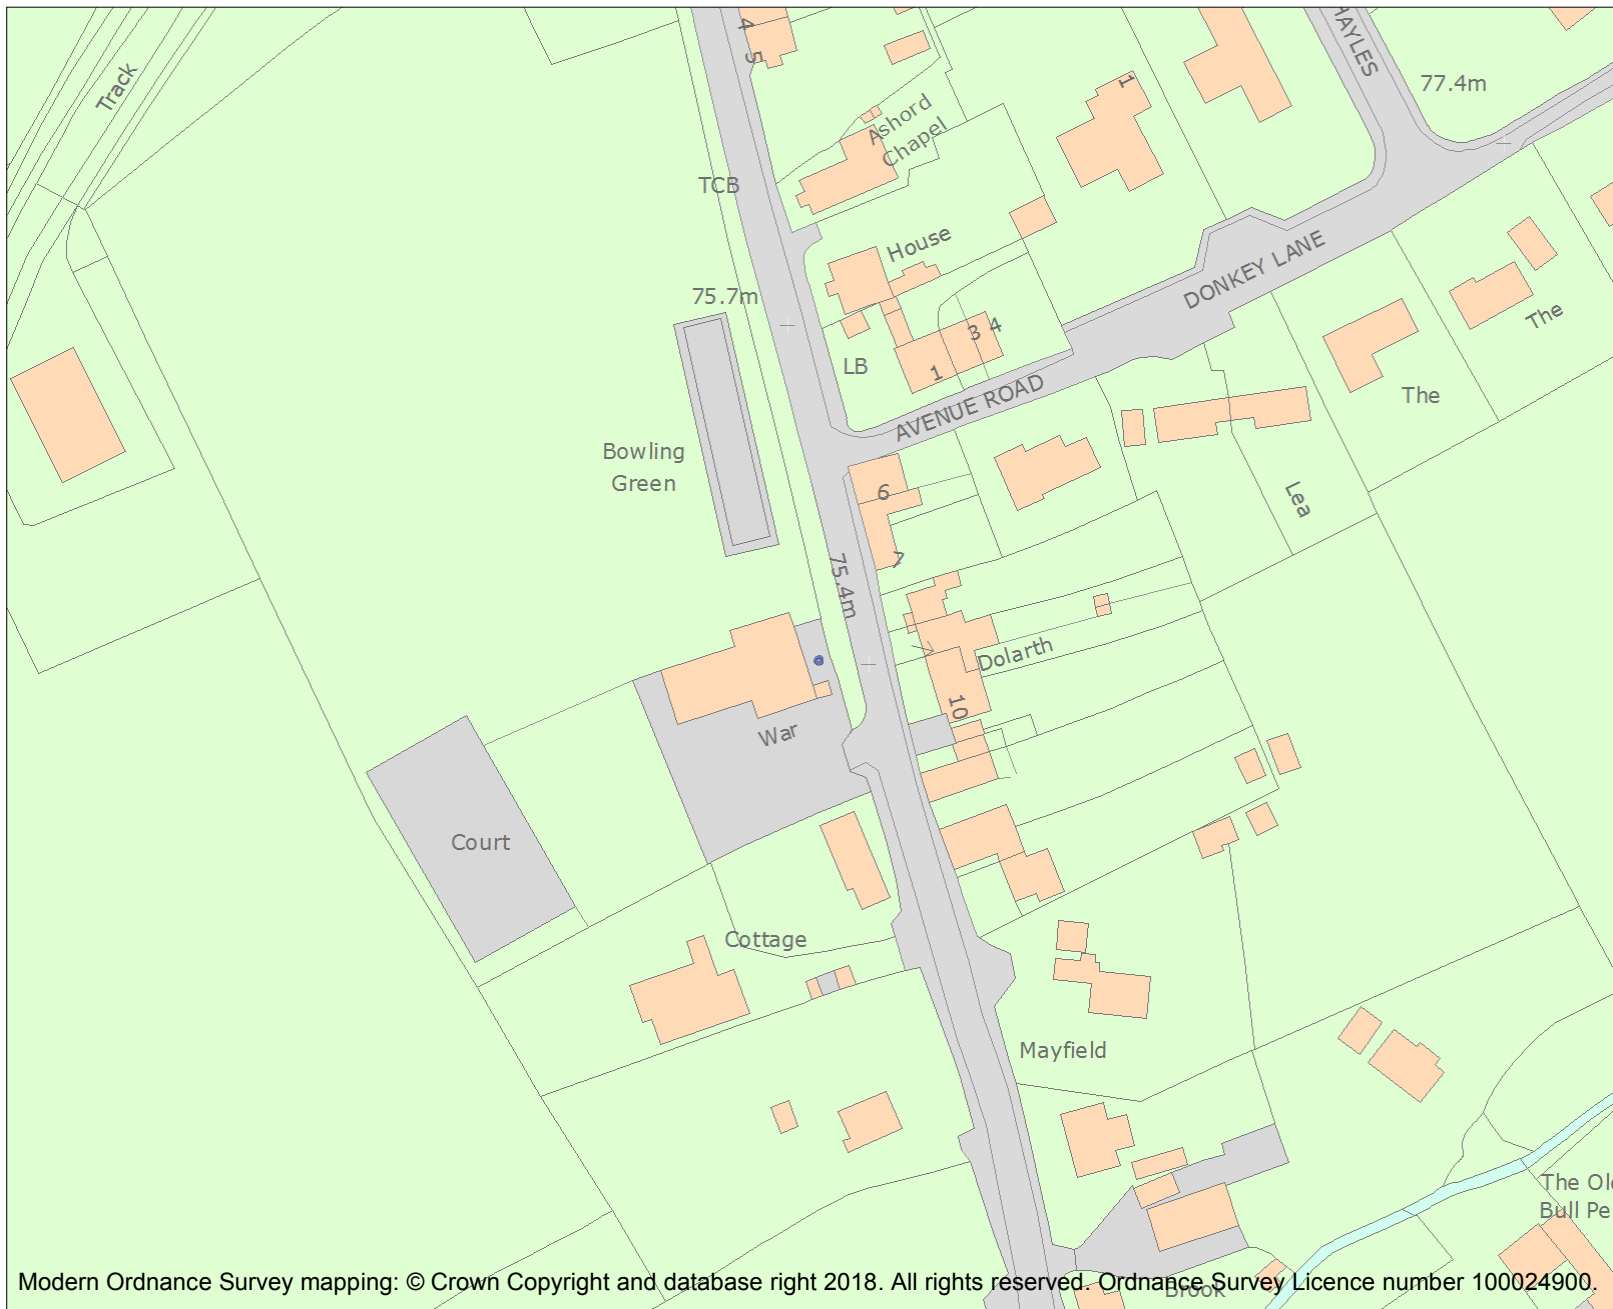 4
5
HAYLES
77.4m
Track
1
Ashord
Chapel
TCB
House
DONKEY LANE
75.7m
The
3
4
LB
1
The
AVENUE ROAD
Bowling
Green
6
Lea
7
75.4m
Dolarth
10
War
Court
Cottage
Mayfield
The Ol
Bull Pe
Brook
Modern Ordnance Survey mapping: © Crown Copyright and database right 2018. All rights reserved. Ordnance Survey Licence number 100024900.